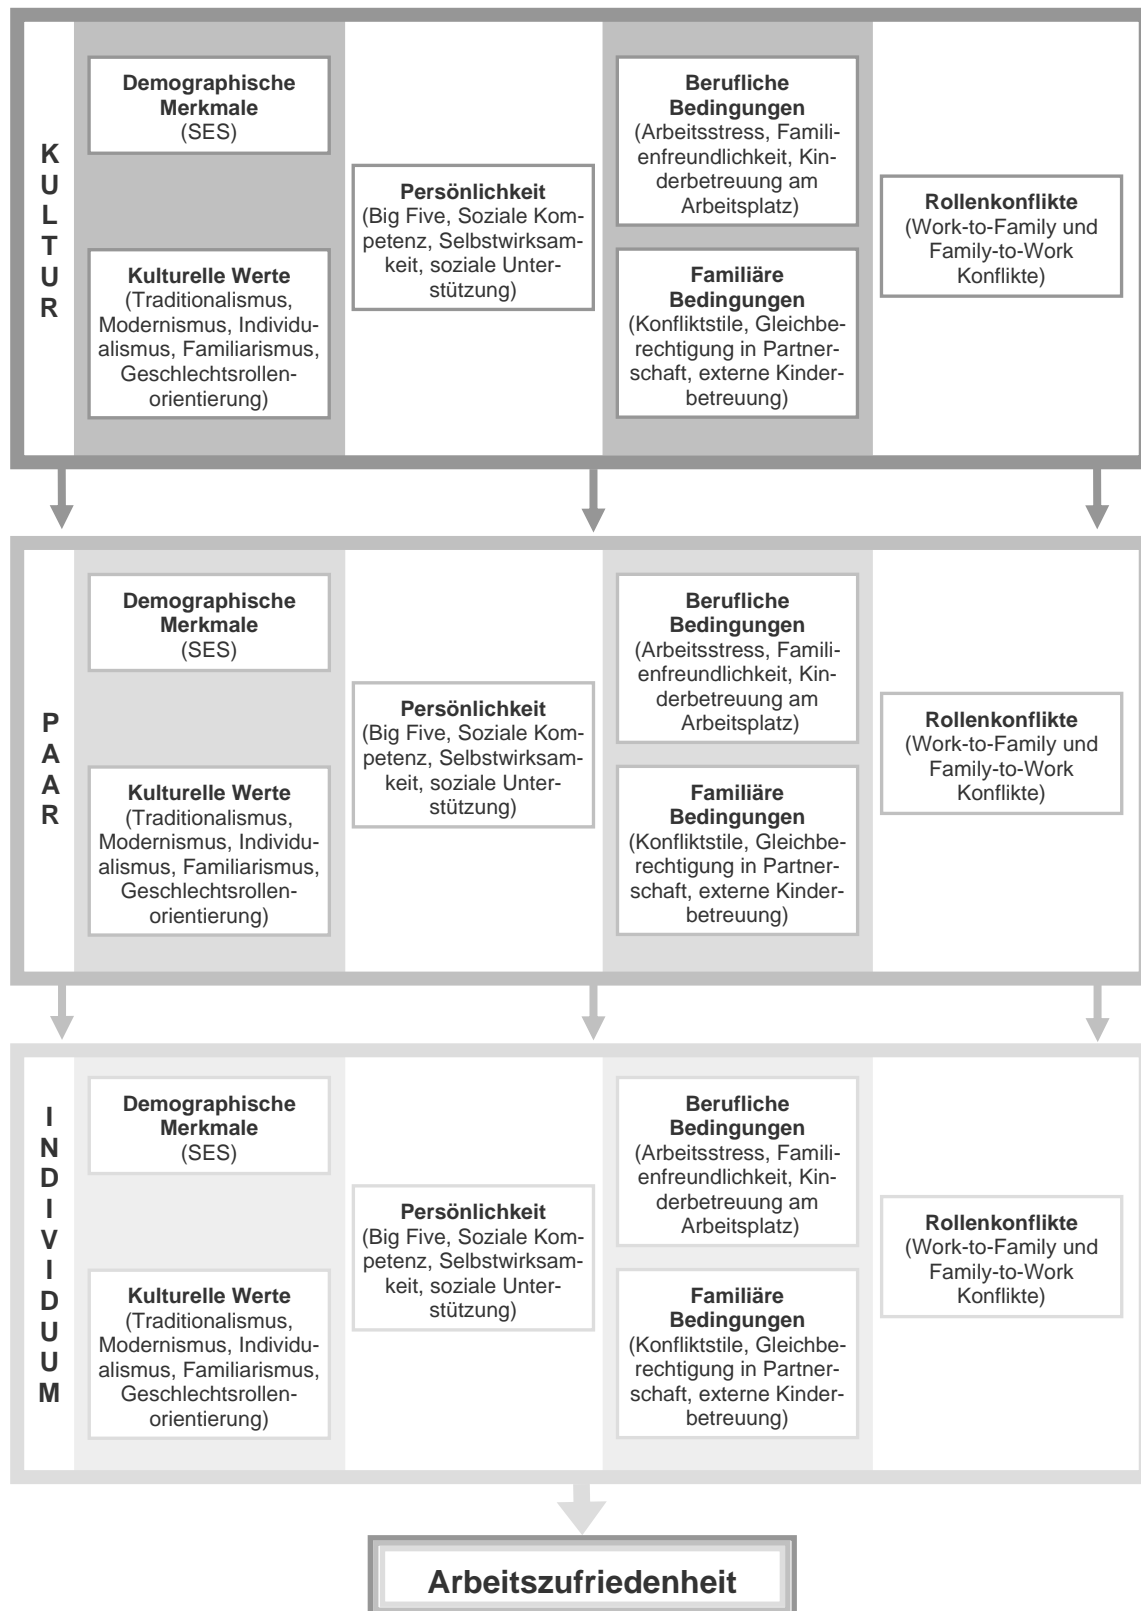 KULTUR
Demographische
Merkmale
(SES)
Kulturelle Werte
(Traditionalismus,
Modernismus, Individu-
alismus, Familiarismus,
Geschlechtsrollen-
orientierung)
Persönlichkeit
(Big Five, Soziale Kom-
petenz, Selbstwirksam-
keit, soziale Unter-
stützung)
Berufliche
Bedingungen
(Arbeitsstress, Famili-
enfreundlichkeit, Kin-
derbetreuung am
Arbeitsplatz)
Familiäre
Bedingungen
(Konfliktstile, Gleichbe-
rechtigung in Partner-
schaft, externe Kinder-
betreuung)
Rollenkonflikte
(Work-to-Family und
Family-to-Work
Konflikte)
PAAR
Demographische
Merkmale
(SES)
Kulturelle Werte
(Traditionalismus,
Modernismus, Individu-
alismus, Familiarismus,
Geschlechtsrollen-
orientierung)
Persönlichkeit
(Big Five, Soziale Kom-
petenz, Selbstwirksam-
keit, soziale Unter-
stützung)
Berufliche
Bedingungen
(Arbeitsstress, Famili-
enfreundlichkeit, Kin-
derbetreuung am
Arbeitsplatz)
Familiäre
Bedingungen
(Konfliktstile, Gleichbe-
rechtigung in Partner-
schaft, externe Kinder-
betreuung)
Rollenkonflikte
(Work-to-Family und
Family-to-Work
Konflikte)
INDIVIDUUM
Demographische
Merkmale
(SES)
Kulturelle Werte
(Traditionalismus,
Modernismus, Individu-
alismus, Familiarismus,
Geschlechtsrollen-
orientierung)
Persönlichkeit
(Big Five, Soziale Kom-
petenz, Selbstwirksam-
keit, soziale Unter-
stützung)
Berufliche
Bedingungen
(Arbeitsstress, Famili-
enfreundlichkeit, Kin-
derbetreuung am
Arbeitsplatz)
Familiäre
Bedingungen
(Konfliktstile, Gleichbe-
rechtigung in Partner-
schaft, externe Kinder-
betreuung)
Rollenkonflikte
(Work-to-Family und
Family-to-Work
Konflikte)
Arbeitszufriedenheit